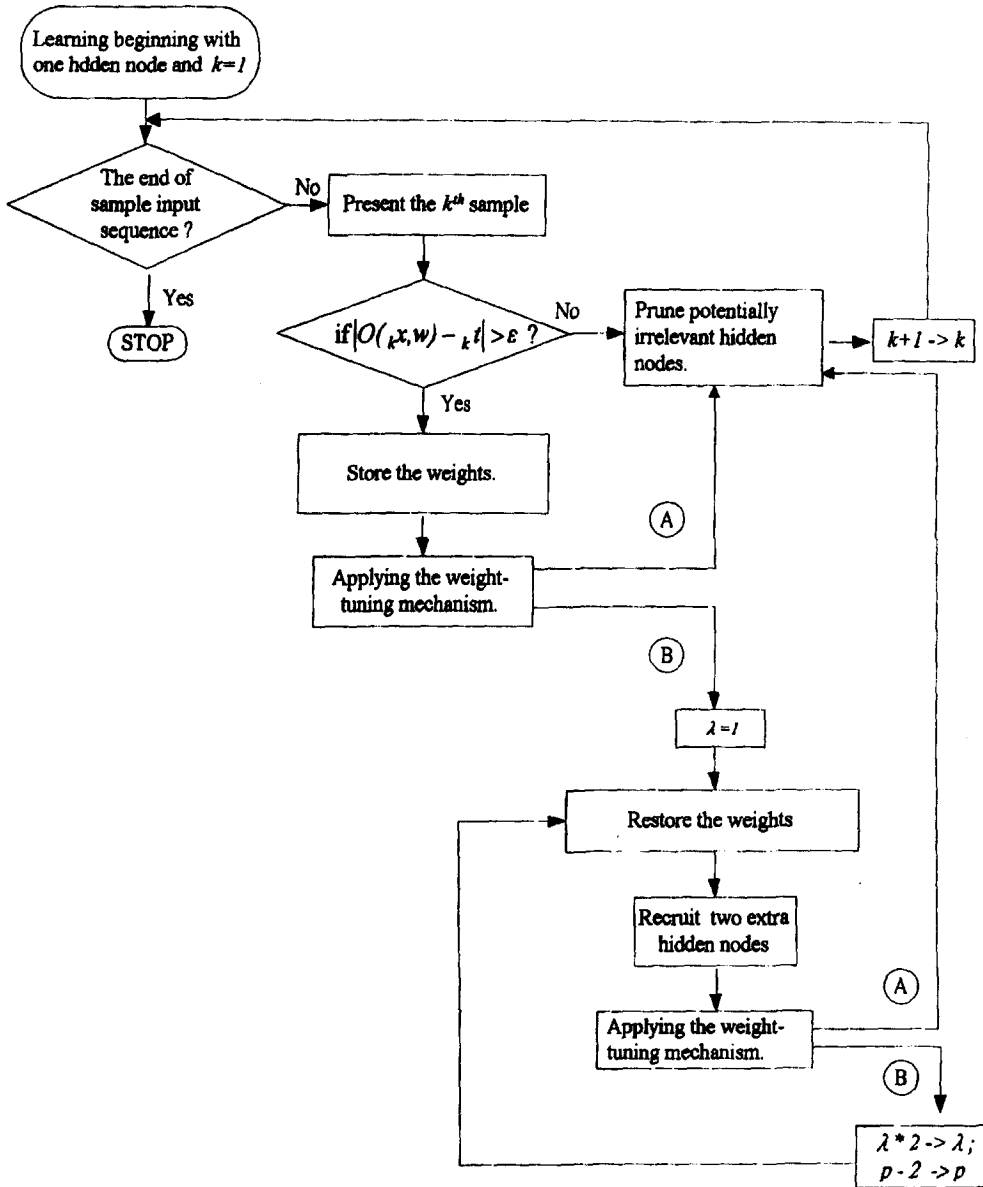 Learning beginning with
one hdden node and k=1
The end of
sample input
sequence ?
No
Yes
STOP
Present the kth sample
if|O(kx,w) - kt| > ε ?
No
Yes
Prune potentially
irrelevant hidden
nodes.
k+1 -> k
Store the weights.
Applying the weight-
tuning mechanism.
A
B
λ=1
Restore the weights
Recruit two extra
hidden nodes
Applying the weight-
tuning mechanism.
A
B
λ * 2 -> λ;
p - 2 -> p